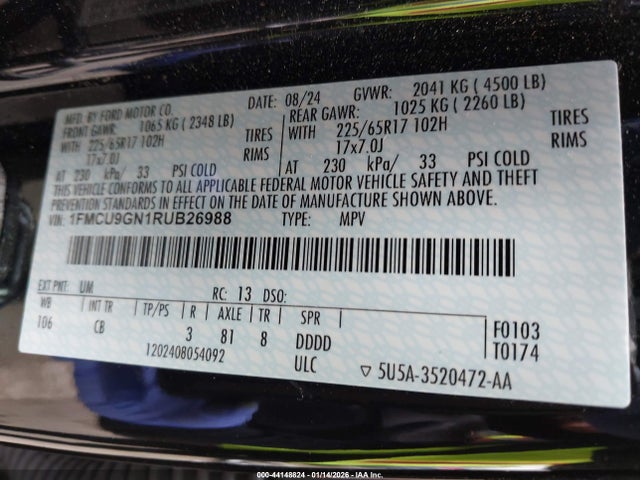 MFD. BY FORD MOTOR CO.
DATE: 08/24 GVWR: 2041 KG ( 4500 LB)
FRONT GAWR: 1065 KG ( 2348 LB) REAR GAWR: 1025 KG ( 2260 LB)
WITH 225/65R17 102H TIRES WITH 225/65R17 102H TIRES
17x7.0J RIMS 17x7.0J RIMS
AT 230 kPa/ 33 PSI COLD AT 230 kPa/ 33 PSI COLD
THIS VEHICLE CONFORMS TO ALL APPLICABLE FEDERAL MOTOR VEHICLE SAFETY AND THEFT
PREVENTION STANDARDS IN EFFECT ON THE DATE OF MANUFACTURE SHOWN ABOVE.
VIN: 1FMCU9GN1RUB26988 TYPE: MPV
EXT PNT: UM RC: 13 DSO:
WB INT TR TP/PS R AXLE TR SPR
106 CB 3 81 8 DDDD
F0103
T0174
1202408054092 ULC
5U5A-3520472-AA
000-44148824 | 01/14/2026 - IAAI.COM